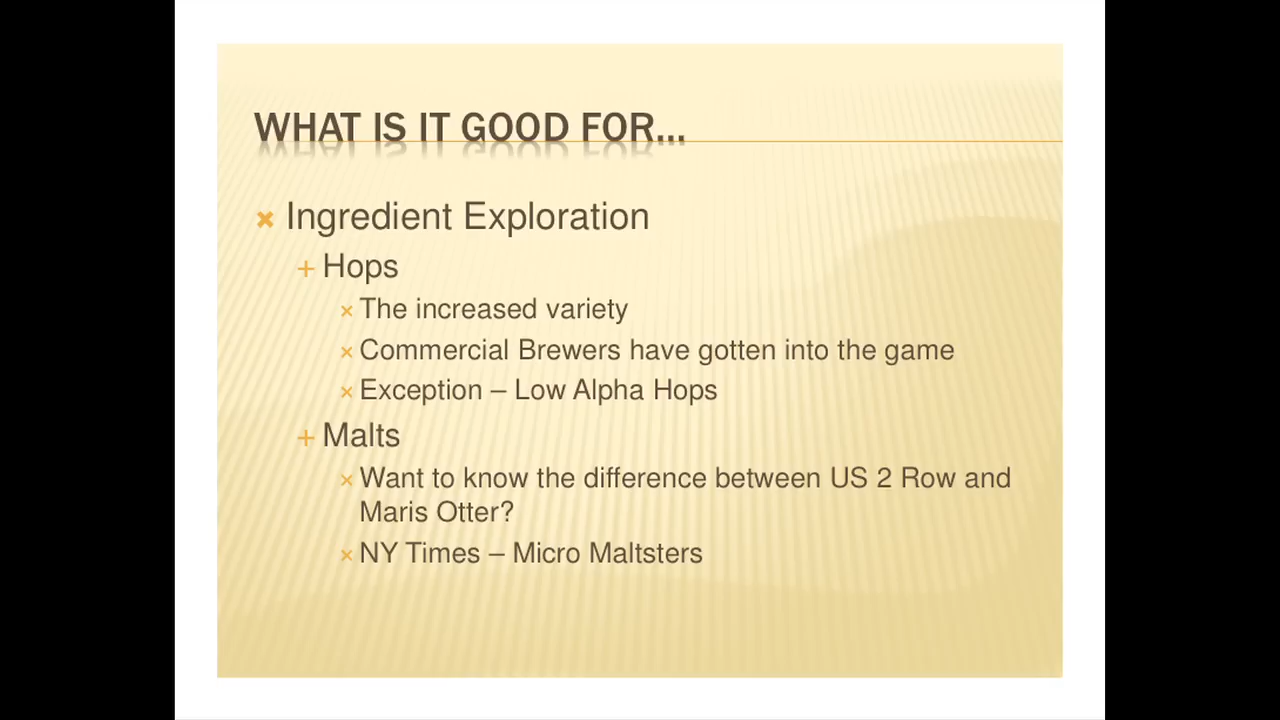 WHAT IS IT GOOD FOR...
Ingredient Exploration
Hops
The increased variety
Commercial Brewers have gotten into the game
Exception – Low Alpha Hops
Malts
Want to know the difference between US 2 Row and
Maris Otter?
NY Times – Micro Maltsters